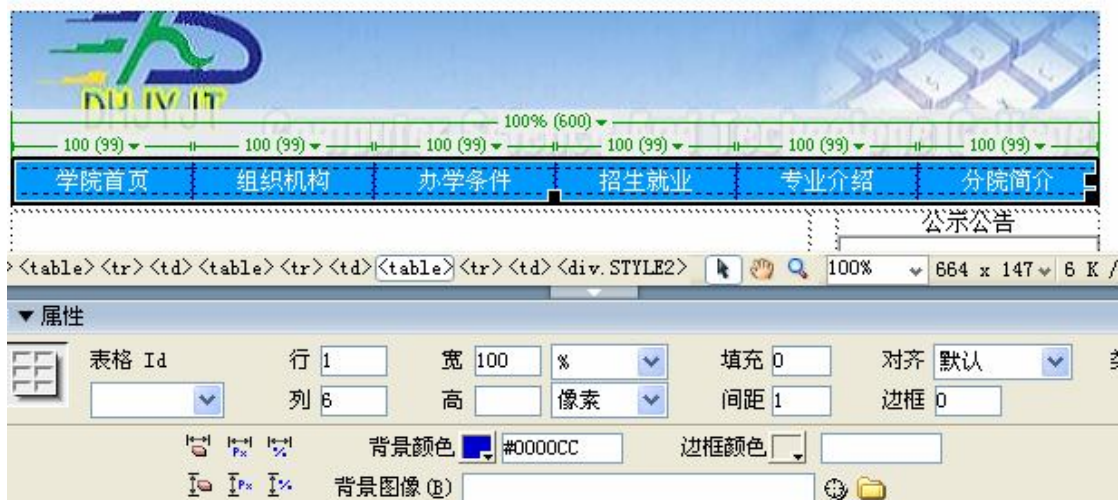 DHJYJT
Computer Science And Technology College
100% (600)
100 (99) 100 (99) 100 (99) 100 (99) 100 (99) 100 (99)
学院首页 组织机构 办学条件 招生就业 专业介绍 分院简介
公示公告
> <table> <tr> <td> <table> <tr> <td> <table> <tr> <td> <div.STYLE2> 100% 664 x 147 6 K /
属性
表格 Id 行 1 宽 100 % 填充 0 对齐 默认
列 6 高 像素 间距 1 边框 0
背景颜色 #0000CC 边框颜色
背景图像(B)